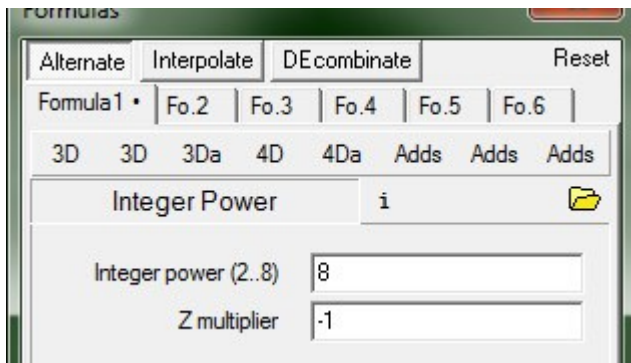 Formulas
Alternate Interpolate DEcombinate Reset
Formula1 • Fo.2 Fo.3 Fo.4 Fo.5 Fo.6
3D 3D 3Da 4D 4Da Adds Adds Adds
Integer Power i
Integer power (2..8) 8
Z multiplier -1